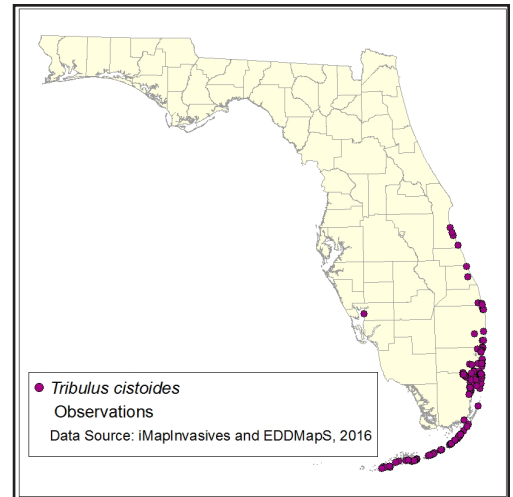 Tribulus cistoides
Observations
Data Source: iMapInvasives and EDDMapS, 2016